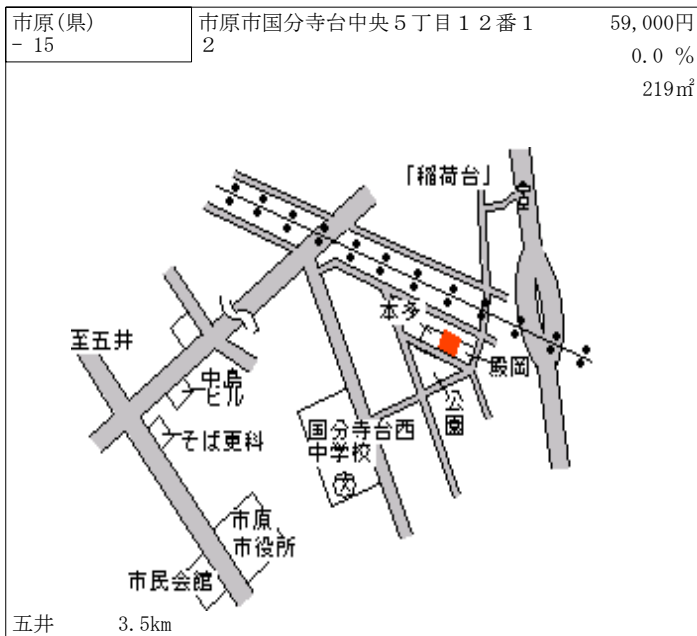 市原(県)
- 15
市原市国分寺台中央５丁目１２番１
２
59,000円
0.0 %
219㎡
「稲荷台」
本多
至五井
殿岡
中島
ビル
公園
そば更科
国分寺台西
中学校
文
市原
市役所
市民会館
五井 3.5km